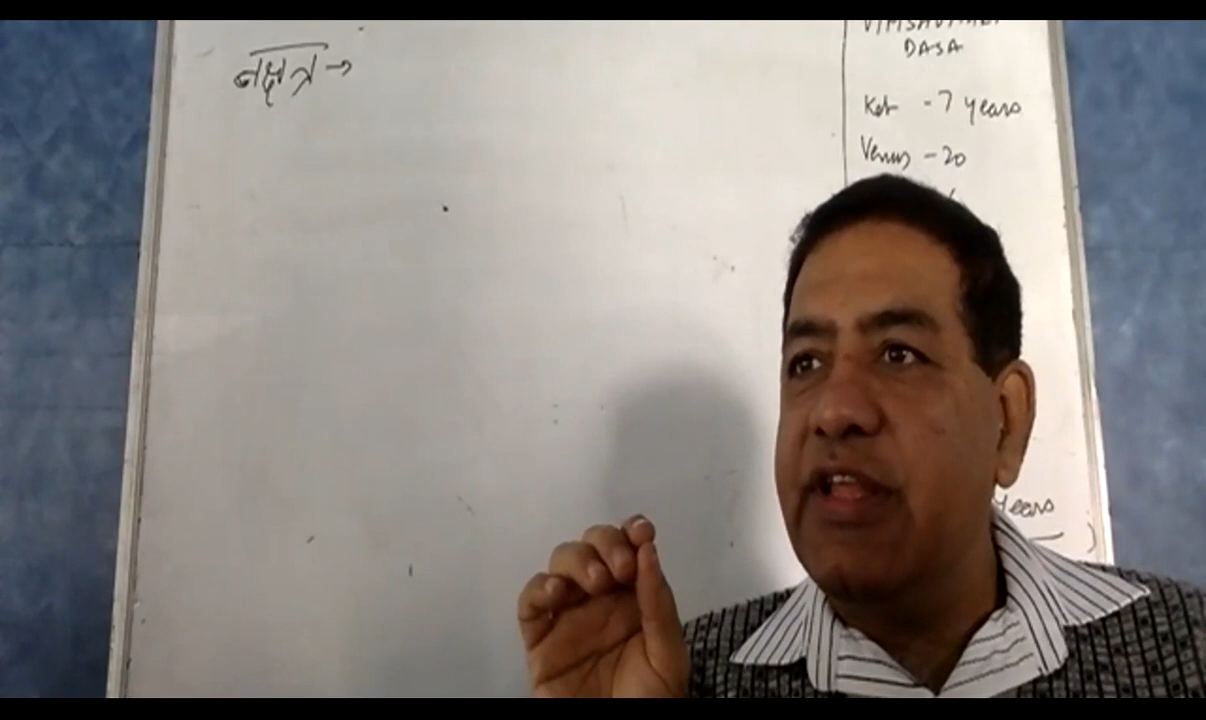 नक्षत्र →
VIMSHOTTARI
DASA
Ket - 7 years
Venus - 20
years